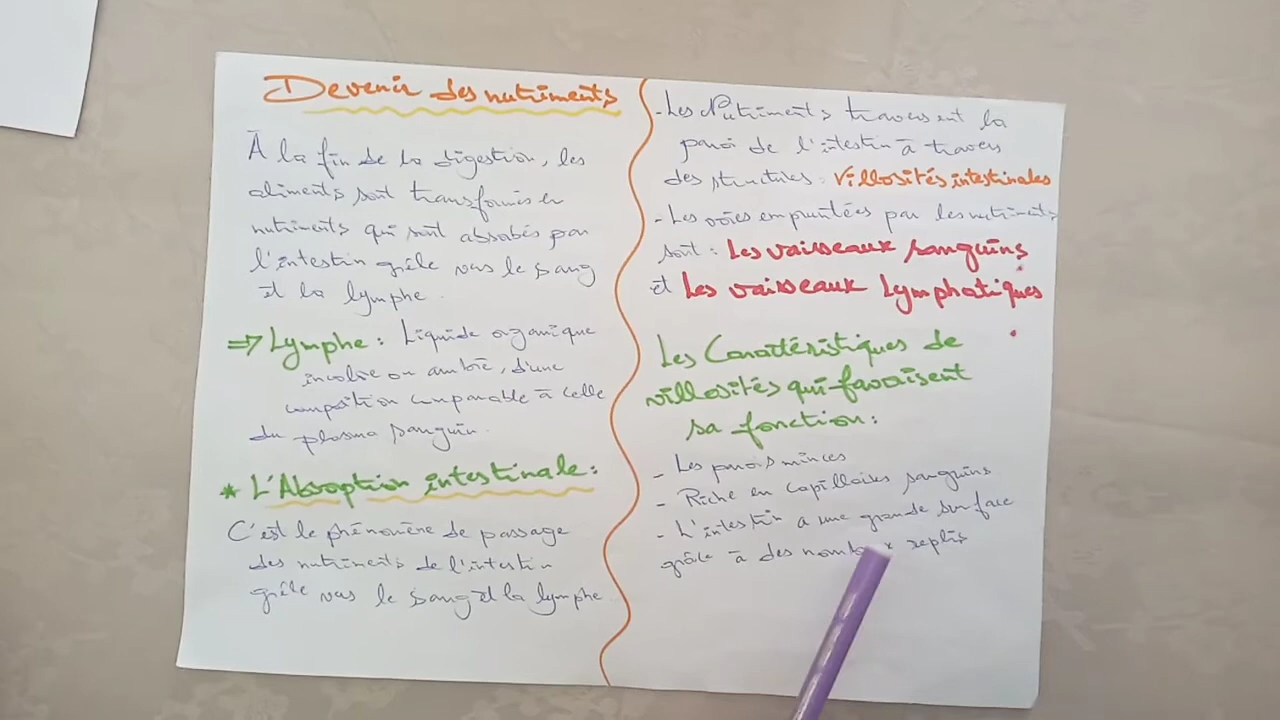 Devenir des nutriments
À la fin de la digestion, les
aliments sont transformés en
nutriments qui sont absorbés par
l'intestin grêle vers le sang
et la lymphe.
⇒ Lymphe : Liquide organique
incolore ou ambré, d'une
composition comparable à celle
du plasma sanguin.
* L'Absorption intestinale :
C'est le phénomène de passage
des nutriments de l'intestin
grêle vers le sang et la lymphe
- Les Nutriments traversent la
paroi de l'intestin à travers
des structures : villosités intestinales
- Les voies empruntées par les nutriments
sont : Les vaisseaux sanguins
et Les vaisseaux Lymphatiques.
Les Caractéristiques de
villosités qui favorisent
sa fonction :
- Les parois minces
- Riche en capillaires sanguins
- L'intestin a une grande surface
grâce à des replis